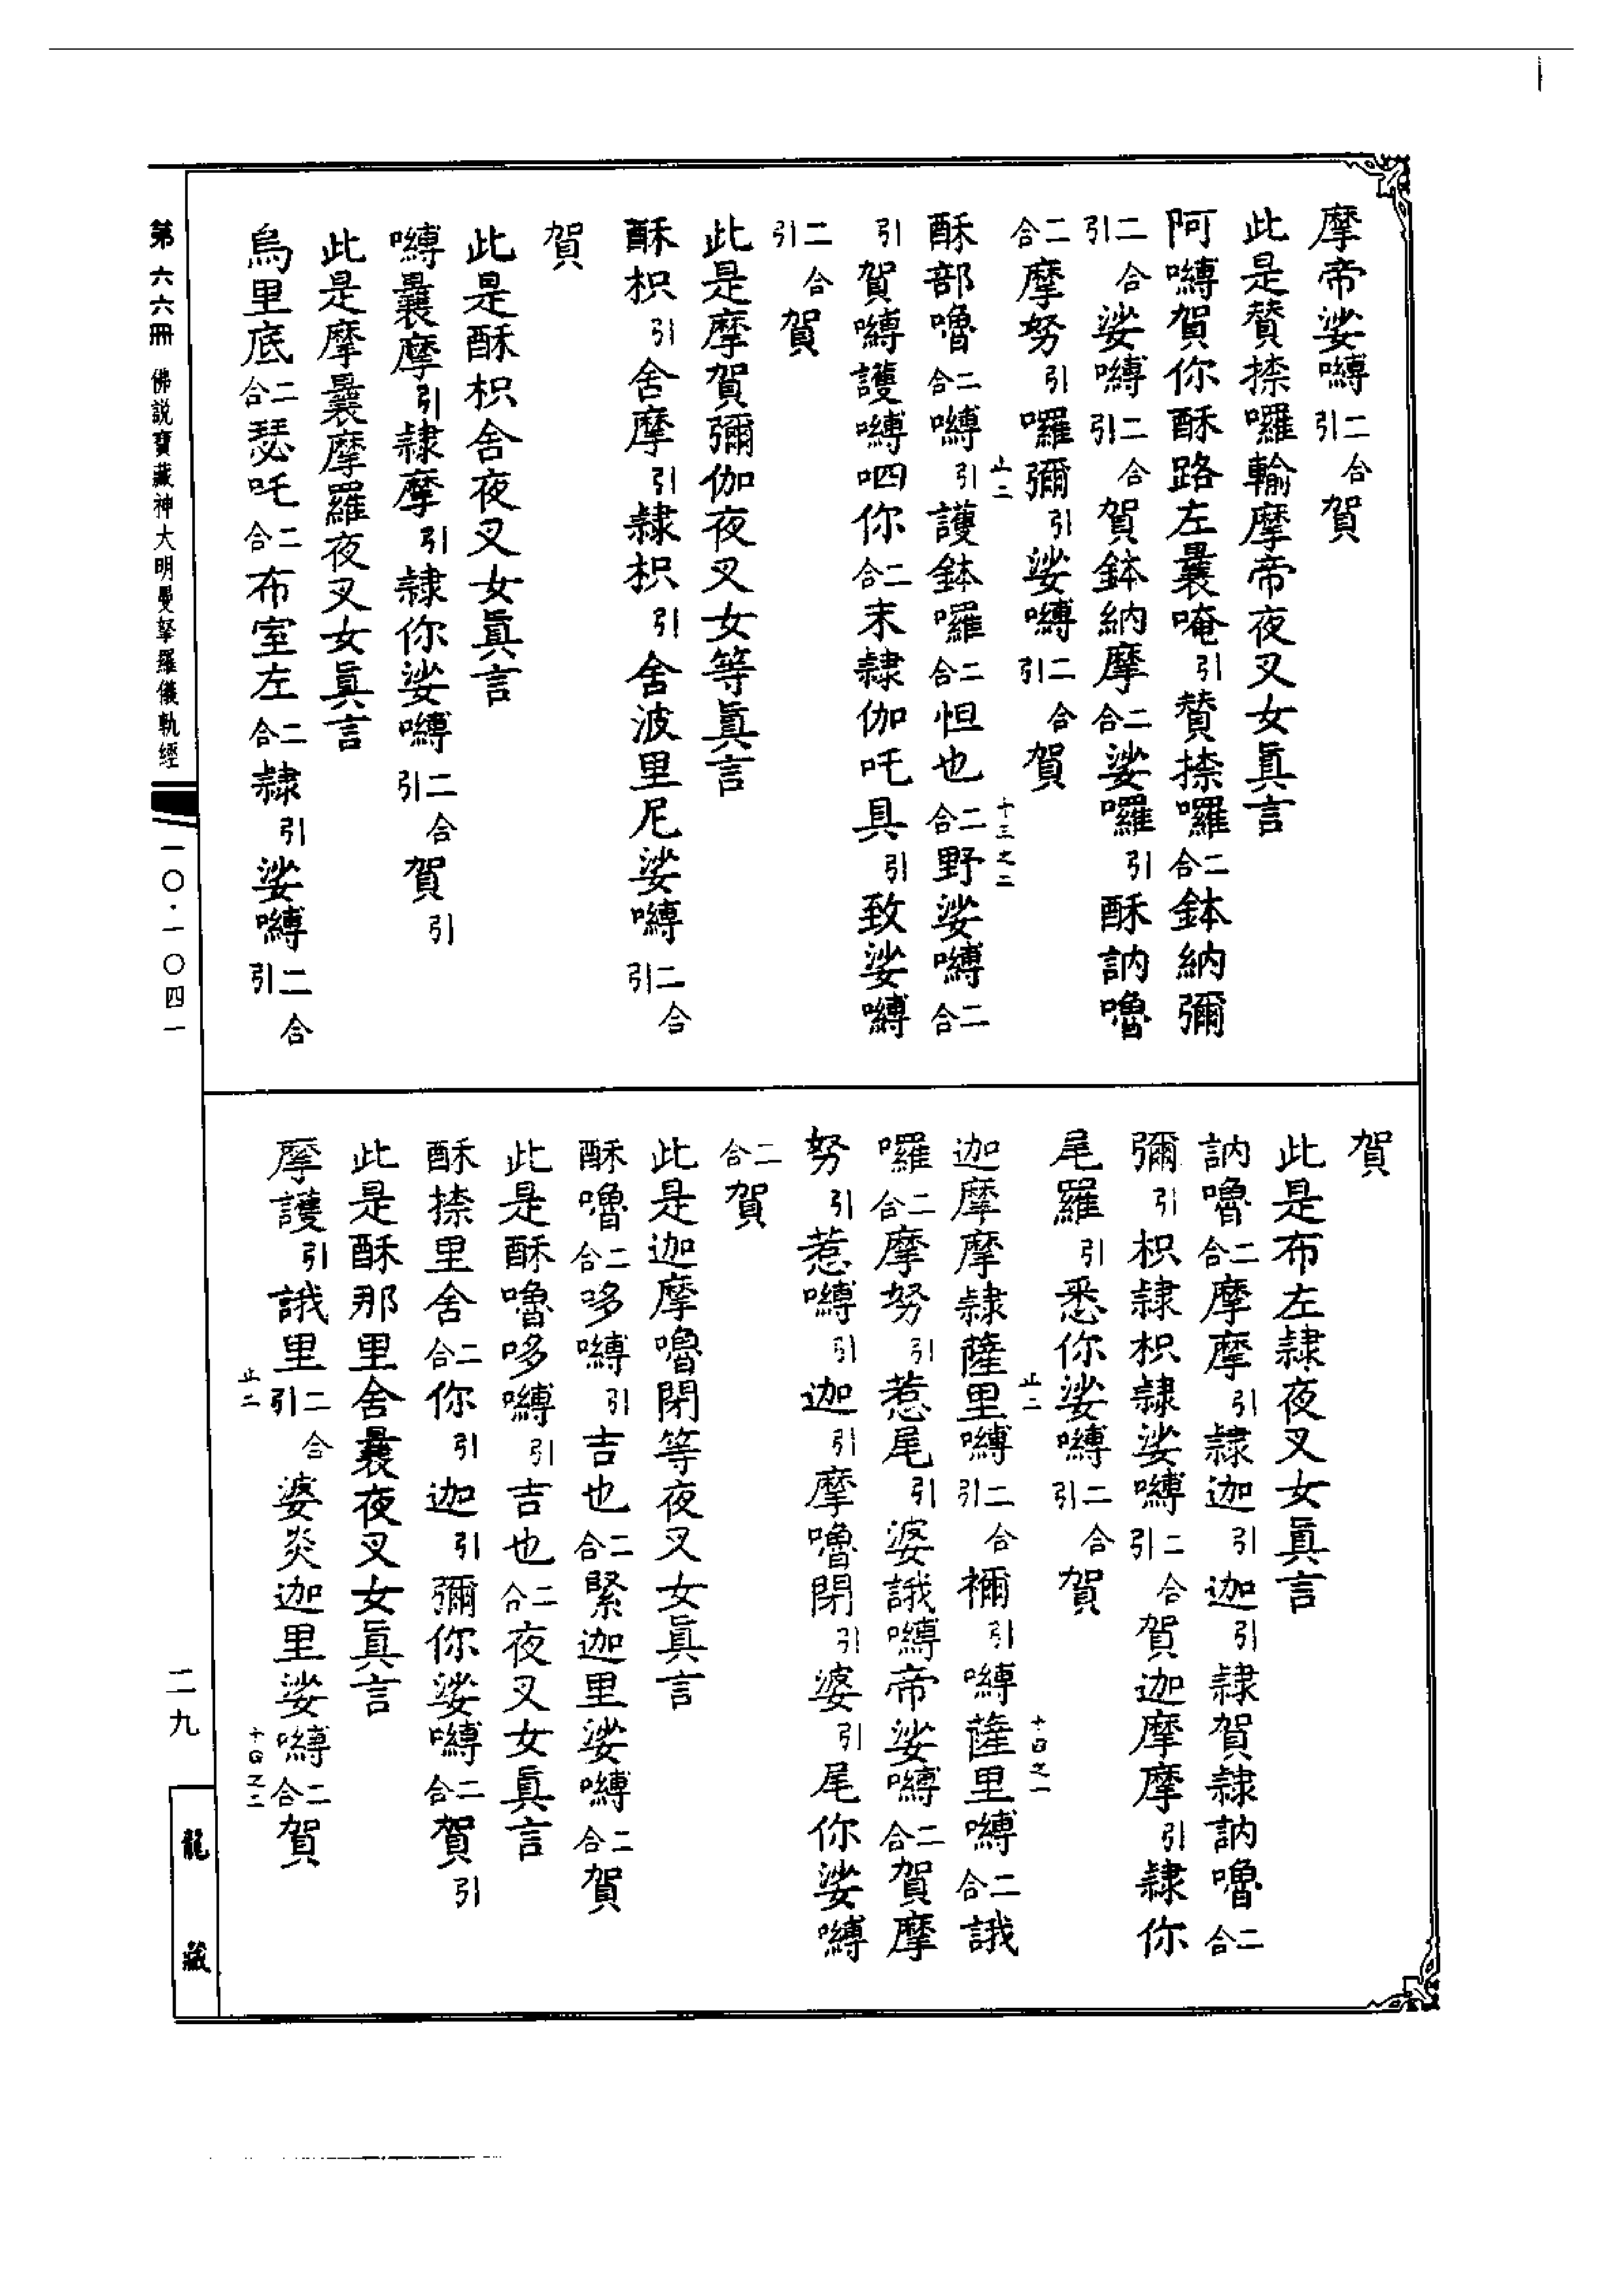 摩帝娑嚩二合引賀
此是贊捺囉輸摩帝夜叉女眞言
阿嚩賀你酥路左曩唵引贊捺囉二合鉢納彌
二合引娑嚩二合引賀鉢納摩二合娑囉引酥訥嚕
二合摩努引囉彌引娑嚩二合引賀
酥部嚕二合嚩引護鉢囉二合怛也二合野娑嚩二合
引賀嚩護嚩呬你二合末隷伽吒具引致娑嚩
二合引賀
此是摩賀彌伽夜叉女等眞言
酥枳引舍摩引隷枳引舍波里尼娑嚩二合引
賀
此是酥枳舍夜叉女眞言
嚩曩摩引隷摩引隷你娑嚩二合引賀引
此是摩曩摩羅夜叉女眞言
烏里底二合瑟吒二合布室左二合隷引娑嚩二合引
止二
十三之二
賀
此是布左隷夜叉女眞言
訥嚕二合摩摩引隷迦引迦引隷賀隷訥嚕二合
彌引枳隷枳隷娑嚩二合引賀迦摩摩引隷你
尾羅引悉你娑嚩二合引賀
迦摩摩隷薩里嚩二合引禰引嚩薩里嚩二合誐
囉二合摩努引惹尾引婆誐嚩帝娑嚩二合賀摩
努引惹嚩引迦引摩嚕閉引婆引尾你娑嚩
二合賀
此是迦摩嚕閉等夜叉女眞言
酥嚕二合哆嚩引吉也二合緊迦里娑嚩二合賀
此是酥嚕哆嚩引吉也二合夜叉女眞言
酥捺里舍二合你引迦引彌你娑嚩二合賀引
此是酥那里舍曩夜叉女眞言
摩護引誐里二合引婆炎迦里娑嚩二合賀
止二
十四之一
止二
十四之二
第六六冊
佛說寶藏神大明曼拏羅儀軌經
一〇·一〇四一
二九
龍藏